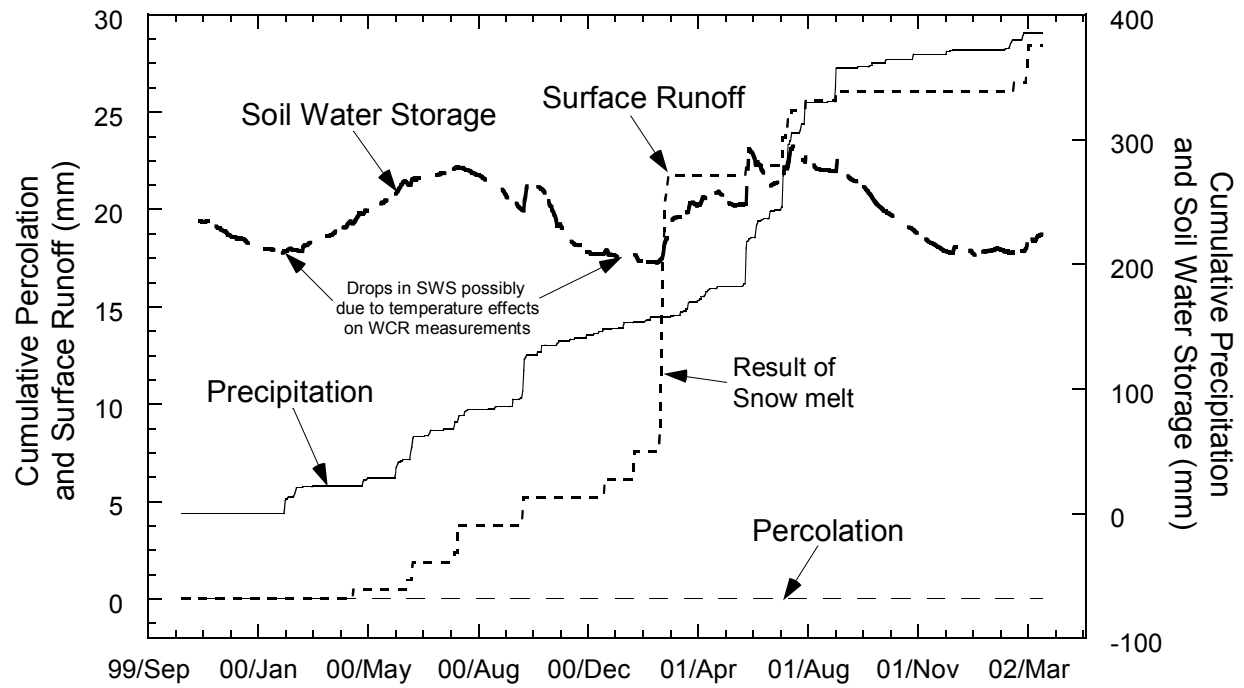 30
25
20
15
10
5
0
Cumulative Percolation
and Surface Runoff (mm)
400
300
200
100
0
-100
Cumulative Precipitation
and Soil Water Storage (mm)
Soil Water Storage
Surface Runoff
Drops in SWS possibly
due to temperature effects
on WCR measurements
Precipitation
Result of
Snow melt
Percolation
99/Sep 00/Jan 00/May 00/Aug 00/Dec 01/Apr 01/Aug 01/Nov 02/Mar